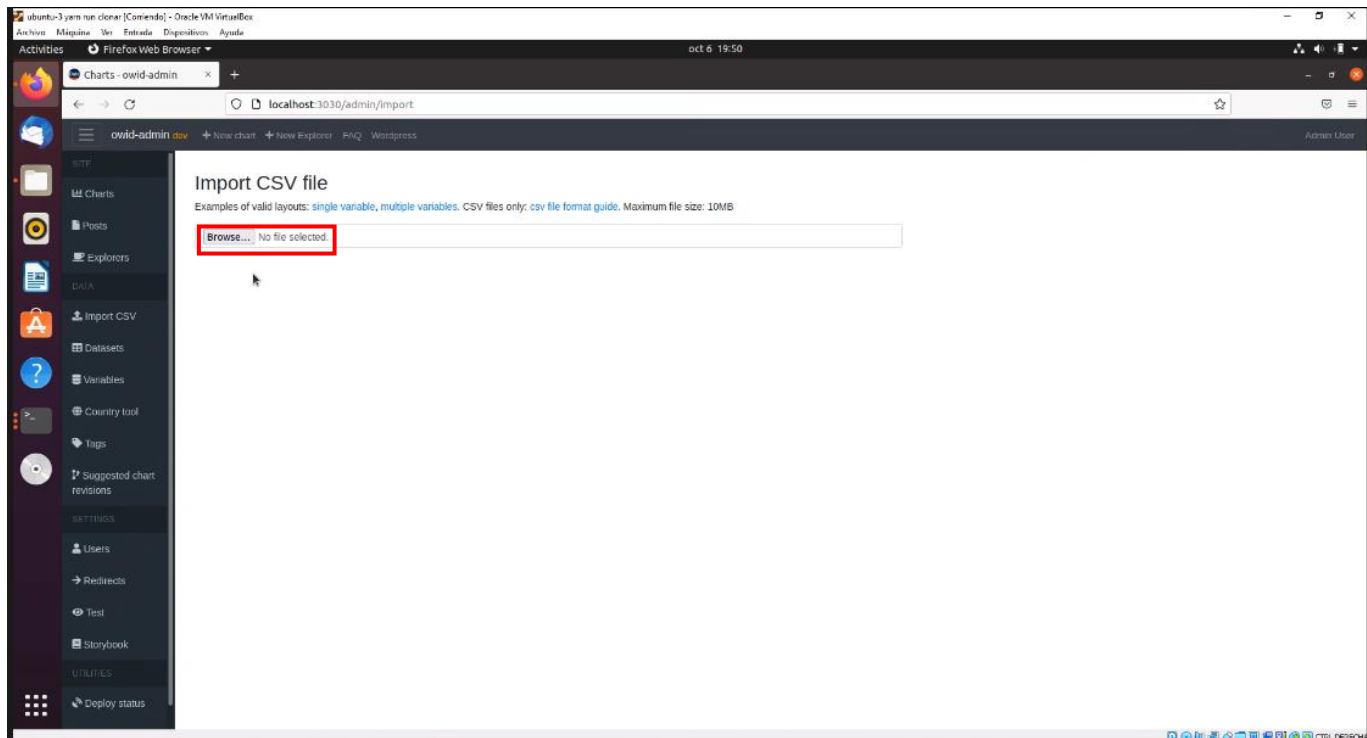 ubuntu-3 yarn run clonar [Corriendo] - Oracle VM VirtualBox
Archivo Máquina Ver Entrada Dispositivos Ayuda
Activities Firefox Web Browser oct 6 19:50
Charts - owid-admin
localhost:3030/admin/import
owid-admin dev + New chart + New Explorer FAQ Wordpress Admin User
SITE
Charts
Posts
Explorers
DATA
Import CSV
Datasets
Variables
Country tool
Tags
Suggested chart
revisions
SETTINGS
Users
Redirects
Test
Storybook
UTILITIES
Deploy status
Import CSV file
Examples of valid layouts: single variable, multiple variables. CSV files only: csv file format guide. Maximum file size: 10MB
Browse... No file selected.
CTRL DERECHA